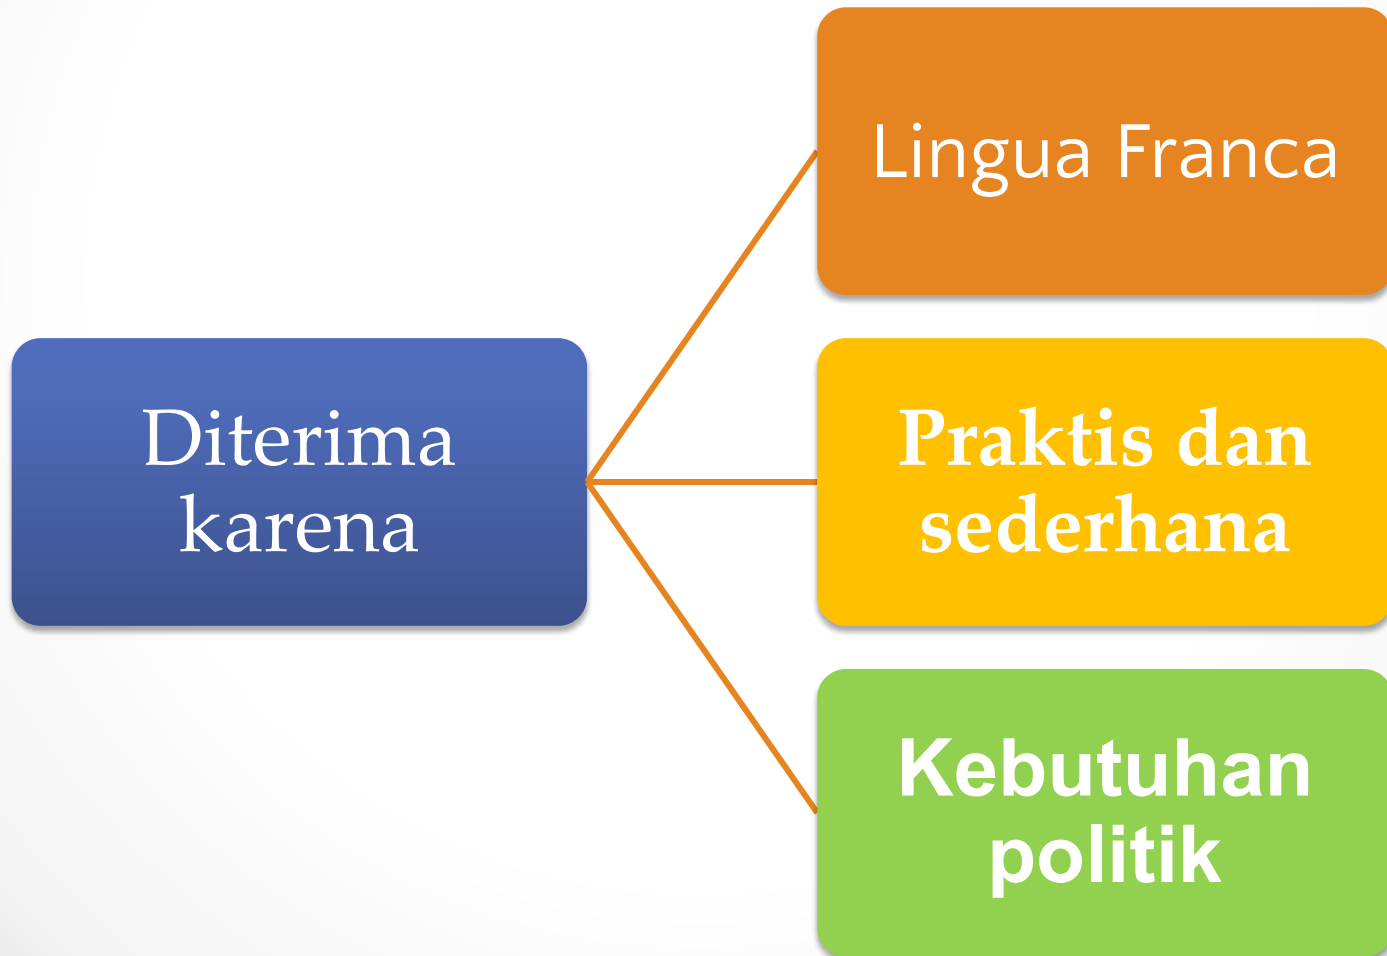 Diterima
karena
Lingua Franca
Praktis dan
sederhana
Kebutuhan
politik